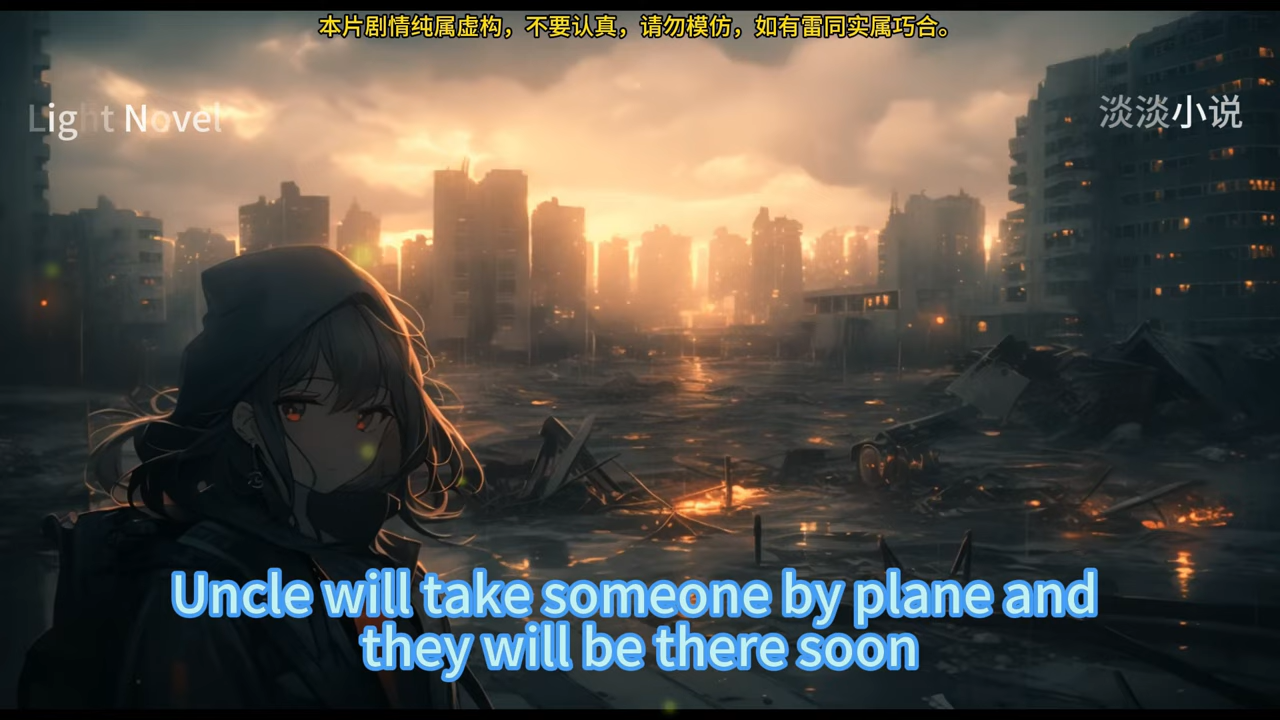 本片剧情纯属虚构，不要认真，请勿模仿，如有雷同实属巧合。
Light Novel
淡淡小说
Uncle will take someone by plane and
they will be there soon